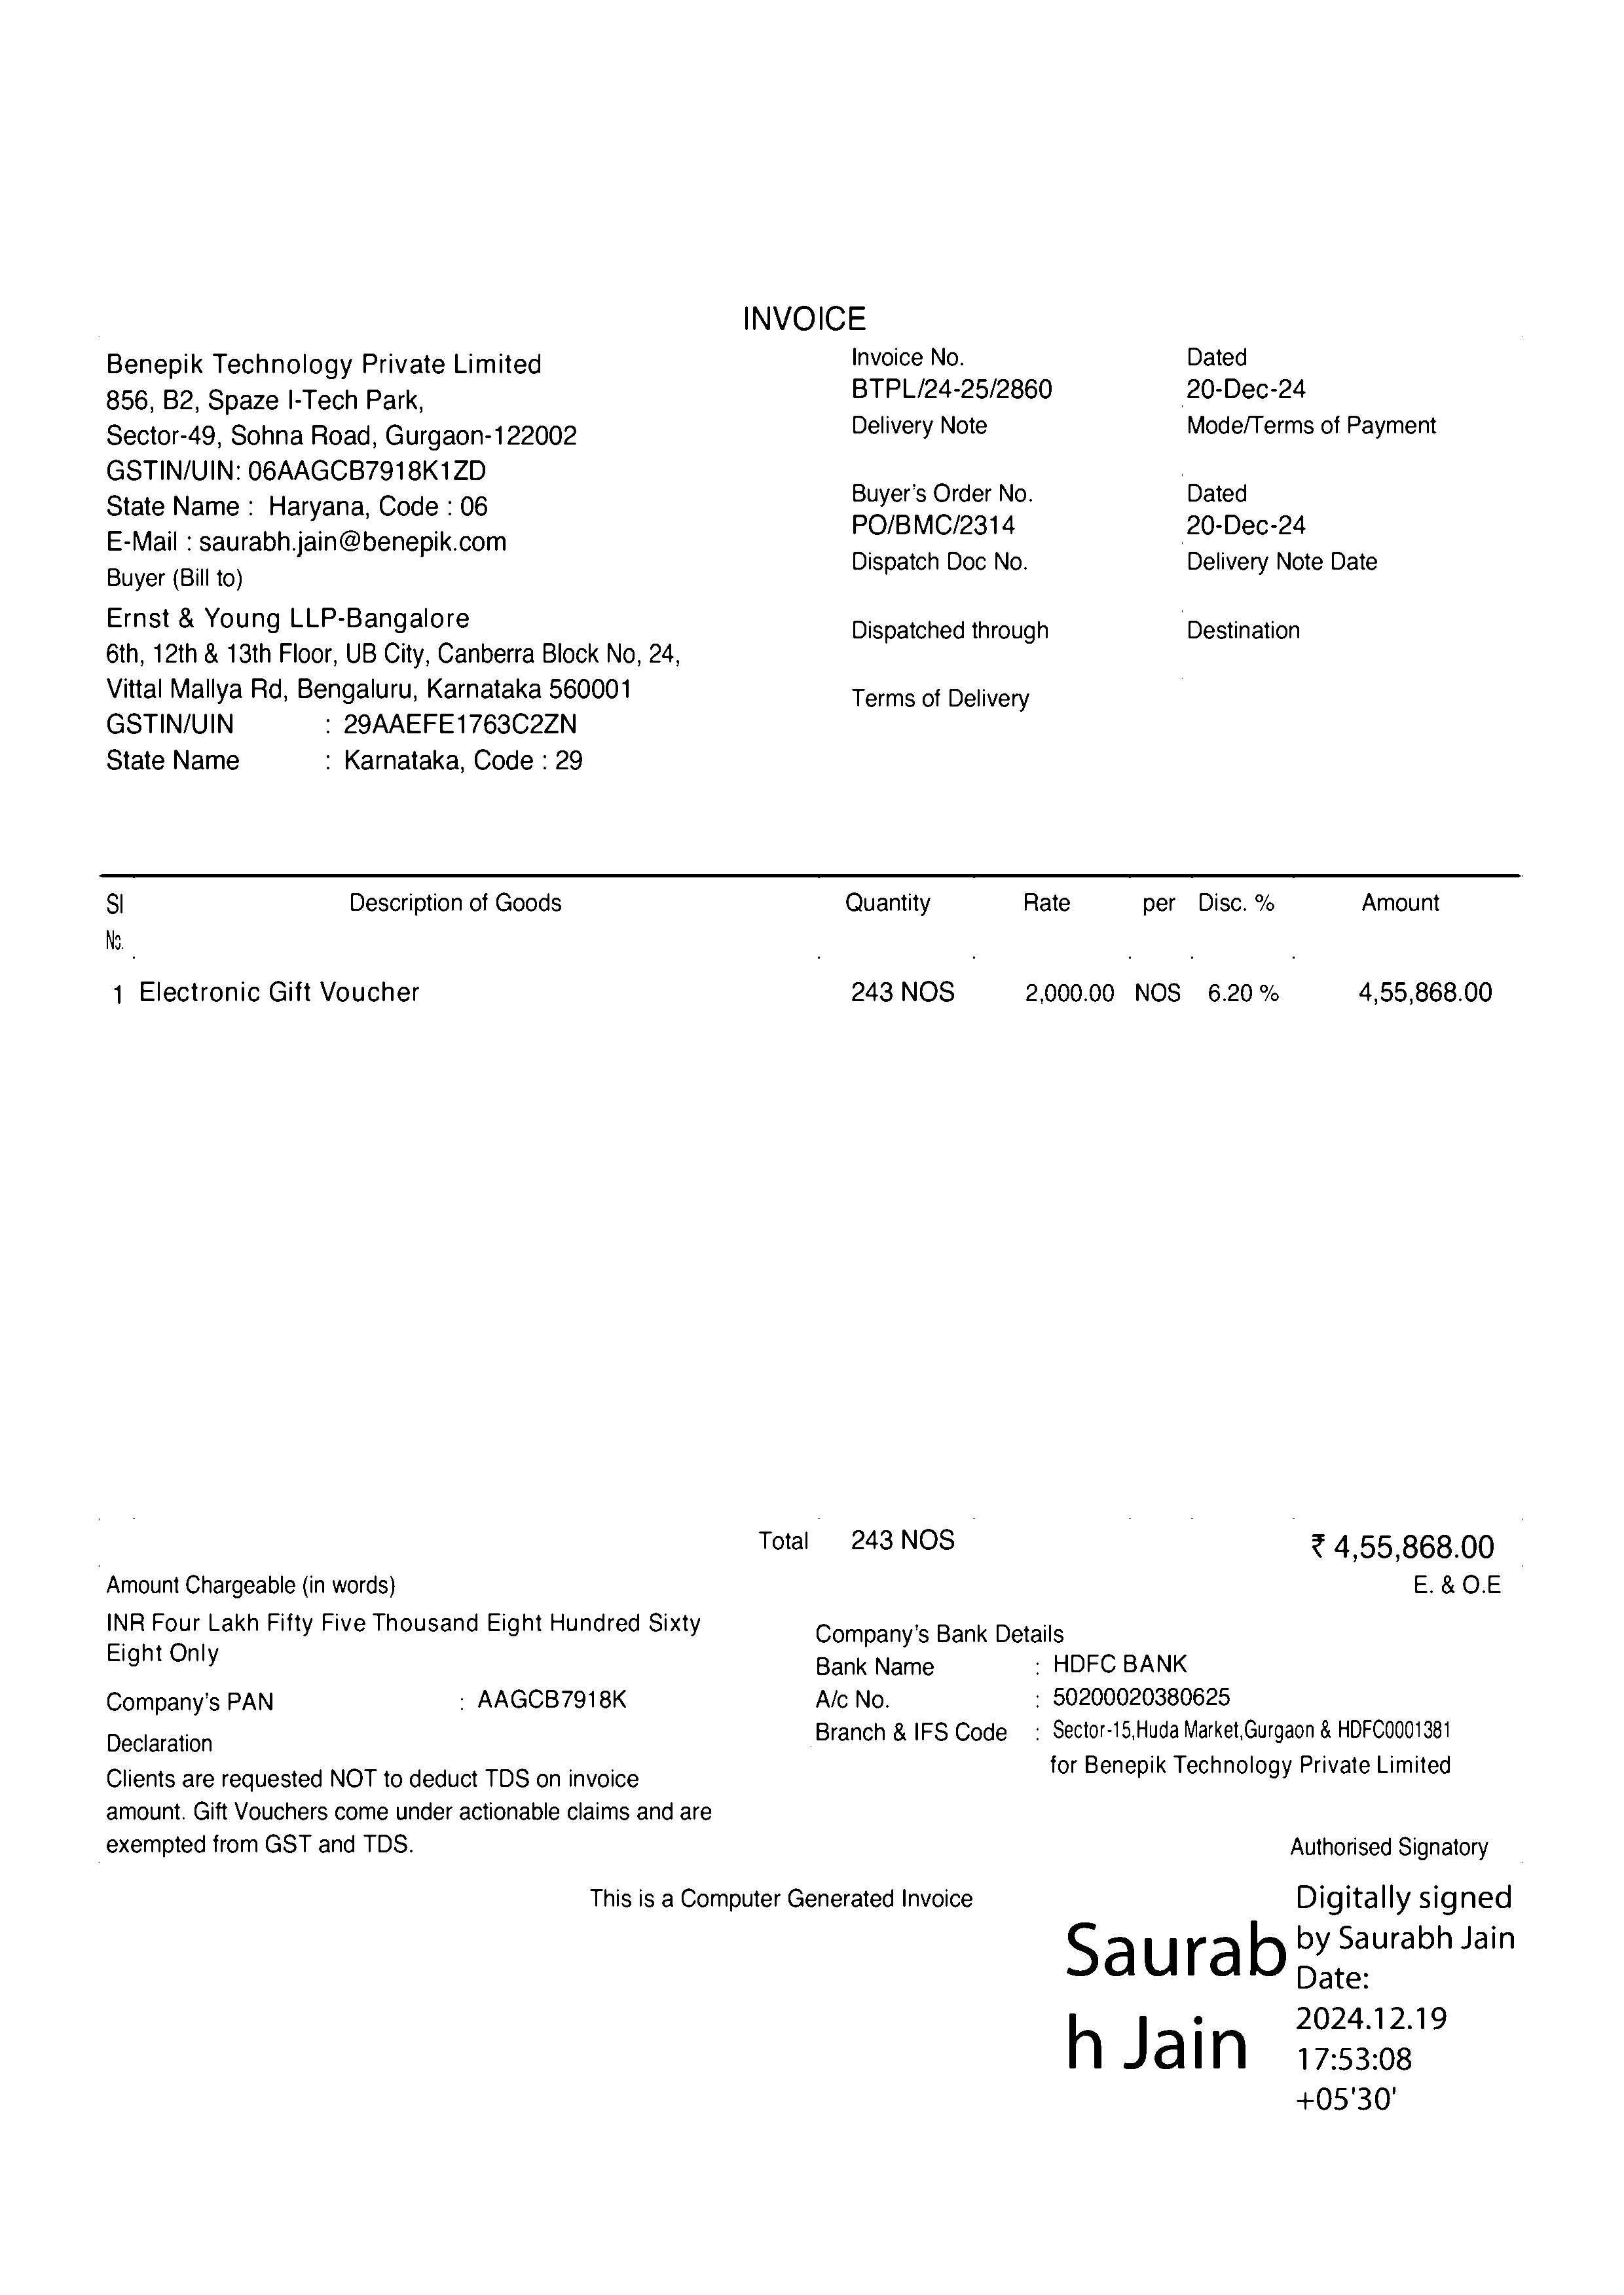 INVOICE
Benepik Technology Private Limited
856, B2, Spaze I-Tech Park,
Sector-49, Sohna Road, Gurgaon-122002
GSTIN/UIN: 06AAGCB7918K1ZD
State Name : Haryana, Code : 06
E-Mail : saurabh.jain@benepik.com
Buyer (Bill to)
Ernst & Young LLP-Bangalore
6th, 12th & 13th Floor, UB City, Canberra Block No, 24,
Vittal Mallya Rd, Bengaluru, Karnataka 560001
GSTIN/UIN : 29AAEFE1763C2ZN
State Name : Karnataka, Code : 29
Invoice No. Dated
BTPL/24-25/2860 20-Dec-24
Delivery Note Mode/Terms of Payment
Buyer's Order No. Dated
PO/BMC/2314 20-Dec-24
Dispatch Doc No. Delivery Note Date
Dispatched through Destination
Terms of Delivery
Sl Description of Goods Quantity Rate per Disc. % Amount
No.
1 Electronic Gift Voucher 243 NOS 2,000.00 NOS 6.20 % 4,55,868.00
Total 243 NOS ₹ 4,55,868.00
Amount Chargeable (in words) E. & O.E
INR Four Lakh Fifty Five Thousand Eight Hundred Sixty
Eight Only
Company's PAN : AAGCB7918K
Declaration
Clients are requested NOT to deduct TDS on invoice
amount. Gift Vouchers come under actionable claims and are
exempted from GST and TDS.
Company's Bank Details
Bank Name : HDFC BANK
A/c No. : 50200020380625
Branch & IFS Code : Sector-15,Huda Market,Gurgaon & HDFC0001381
for Benepik Technology Private Limited
Authorised Signatory
This is a Computer Generated Invoice
Saurab
h Jain
Digitally signed
by Saurabh Jain
Date:
2024.12.19
17:53:08
+05'30'